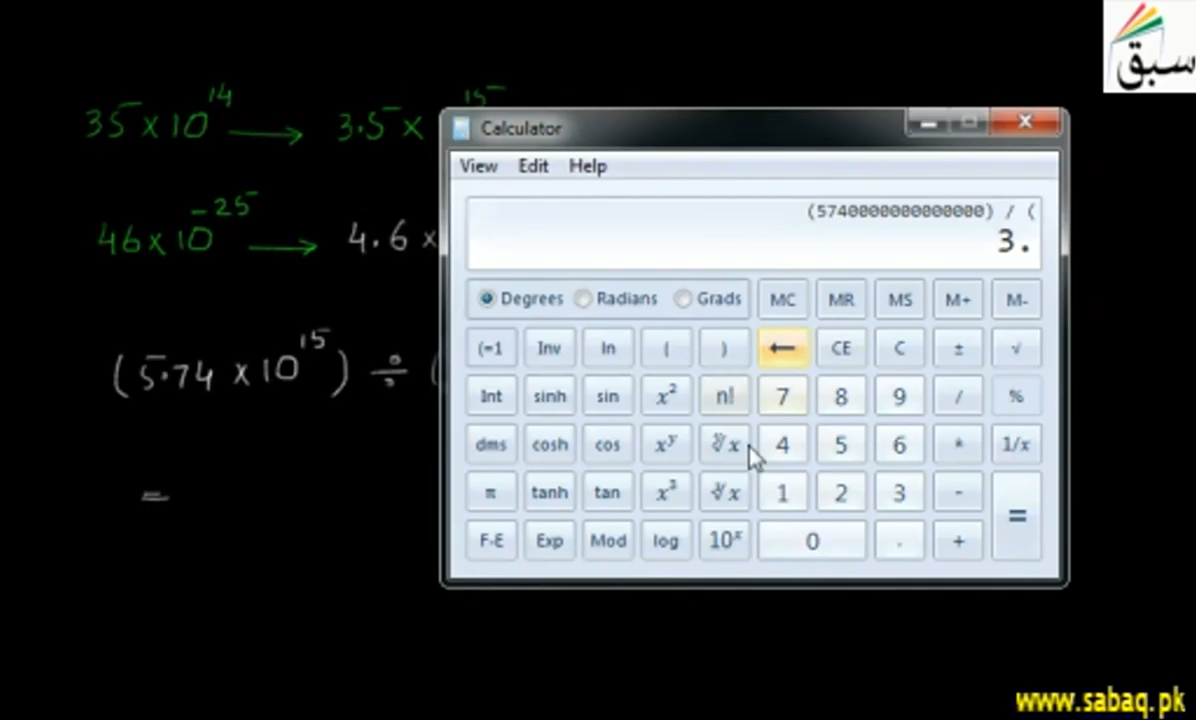 سبق
35 × 10^14 → 3.5 × 15
Calculator
View Edit Help
(5740000000000000) / (
3.
46 × 10^-25 → 4.6 ×
Degrees Radians Grads MC MR MS M+ M-
(=1 Inv ln ( ) ← CE C ± √
Int sinh sin x² n! 7 8 9 / %
(5.74 × 10^15) ÷ (
dms cosh cos x^y ʸ√x 4 5 6 * 1/x
π tanh tan x³ ³√x 1 2 3 - =
=
F-E Exp Mod log 10ˣ 0 . +
www.sabaq.pk